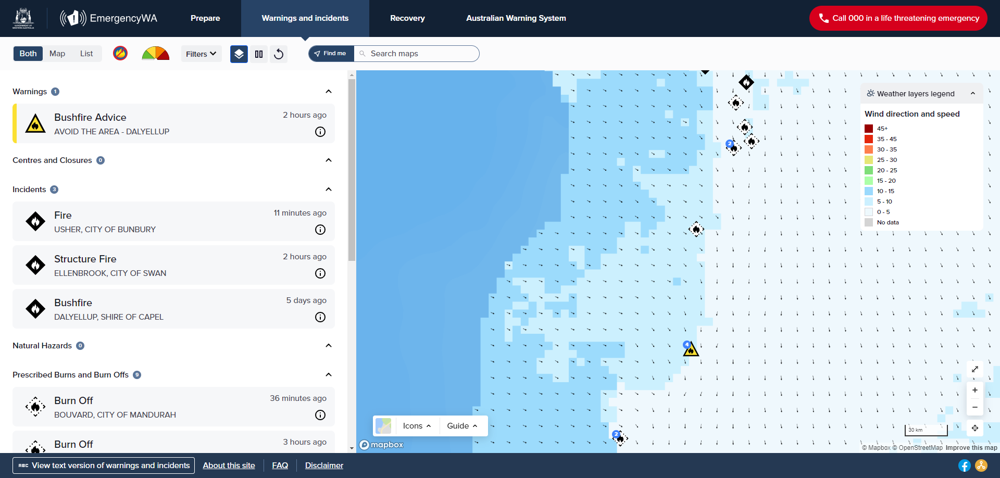 GOVERNMENT OF
WESTERN AUSTRALIA
EmergencyWA
Prepare
Warnings and incidents
Recovery
Australian Warning System
Call 000 in a life threatening emergency
Both
Map
List
Filters
Find me
Search maps
Warnings 1
Bushfire Advice
2 hours ago
AVOID THE AREA - DALYELLUP
Centres and Closures 0
Incidents 3
Fire
11 minutes ago
USHER, CITY OF BUNBURY
Structure Fire
2 hours ago
ELLENBROOK, CITY OF SWAN
Bushfire
5 days ago
DALYELLUP, SHIRE OF CAPEL
Natural Hazards 0
Prescribed Burns and Burn Offs 9
Burn Off
36 minutes ago
BOUVARD, CITY OF MANDURAH
Burn Off
3 hours ago
2
4
2
Weather layers legend
Wind direction and speed
45+
35 - 45
30 - 35
25 - 30
20 - 25
15 - 20
10 - 15
5 - 10
0 - 5
No data
Icons
Guide
mapbox
30 km
© Mapbox © OpenStreetMap Improve this map
ABC View text version of warnings and incidents
About this site
FAQ
Disclaimer